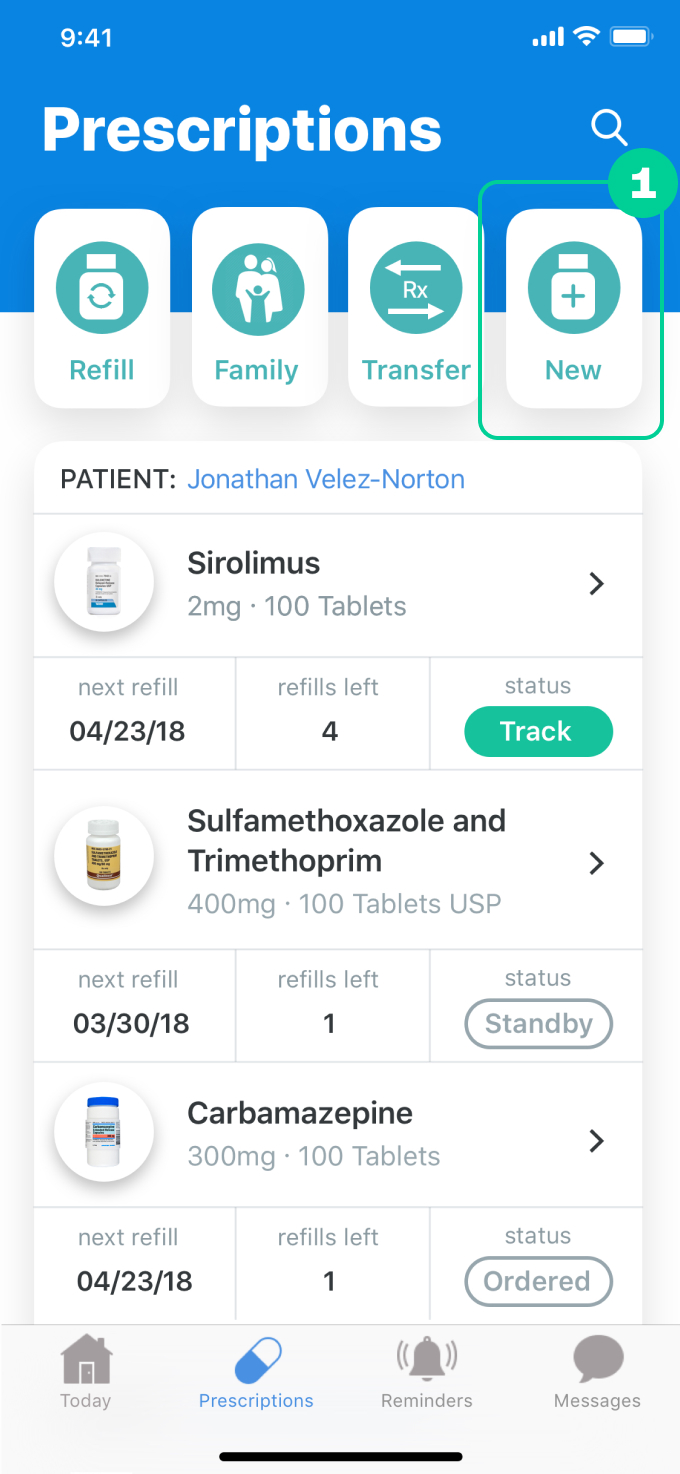 9:41
Prescriptions
1
Refill
Family
Rx
Transfer
New
PATIENT: Jonathan Velez-Norton
Sirolimus
2mg · 100 Tablets
next refill
refills left
status
04/23/18
4
Track
Sulfamethoxazole and
Trimethoprim
400mg · 100 Tablets USP
next refill
refills left
status
03/30/18
1
Standby
Carbamazepine
300mg · 100 Tablets
next refill
refills left
status
04/23/18
1
Ordered
Today
Prescriptions
Reminders
Messages